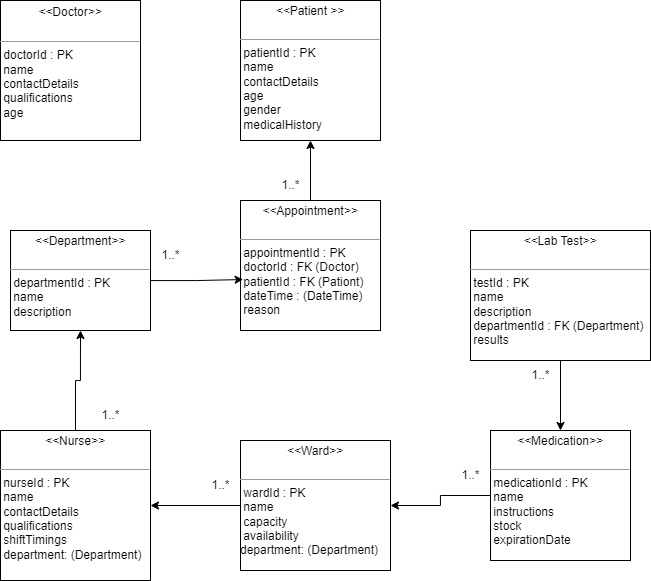 <<Doctor>>
doctorId : PK
name
contactDetails
qualifications
age
<<Patient >>
patientId : PK
name
contactDetails
age
gender
medicalHistory
1..*
<<Appointment>>
appointmentId : PK
doctorId : FK (Doctor)
patientId : FK (Pationt)
dateTime : (DateTime)
reason
<<Department>>
departmentId : PK
name
description
1..*
<<Lab Test>>
testId : PK
name
description
departmentId : FK (Department)
results
1..*
1..*
<<Nurse>>
nurseId : PK
name
contactDetails
qualifications
shiftTimings
department: (Department)
1..*
<<Ward>>
wardId : PK
name
capacity
availability
department: (Department)
1..*
<<Medication>>
medicationId : PK
name
instructions
stock
expirationDate